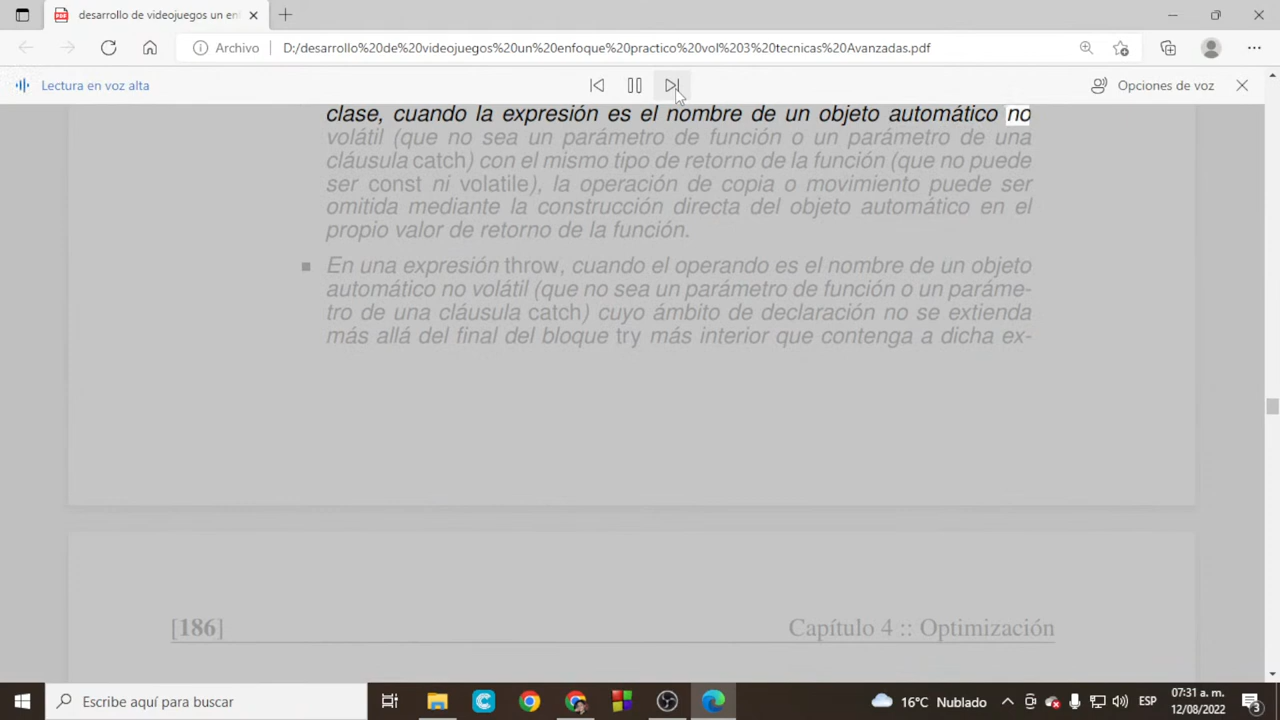 desarrollo de videojuegos un en
Archivo
D:/desarrollo%20de%20videojuegos%20un%20enfoque%20practico%20vol%203%20tecnicas%20Avanzadas.pdf
Lectura en voz alta
Opciones de voz
clase, cuando la expresión es el nombre de un objeto automático no
volátil (que no sea un parámetro de función o un parámetro de una
cláusula catch) con el mismo tipo de retorno de la función (que no puede
ser const ni volatile), la operación de copia o movimiento puede ser
omitida mediante la construcción directa del objeto automático en el
propio valor de retorno de la función.
En una expresión throw, cuando el operando es el nombre de un objeto
automático no volátil (que no sea un parámetro de función o un paráme-
tro de una cláusula catch) cuyo ámbito de declaración no se extienda
más allá del final del bloque try más interior que contenga a dicha ex-
[186]
Capítulo 4 :: Optimización
Escribe aquí para buscar
16°C Nublado
ESP
07:31 a. m.
12/08/2022
3